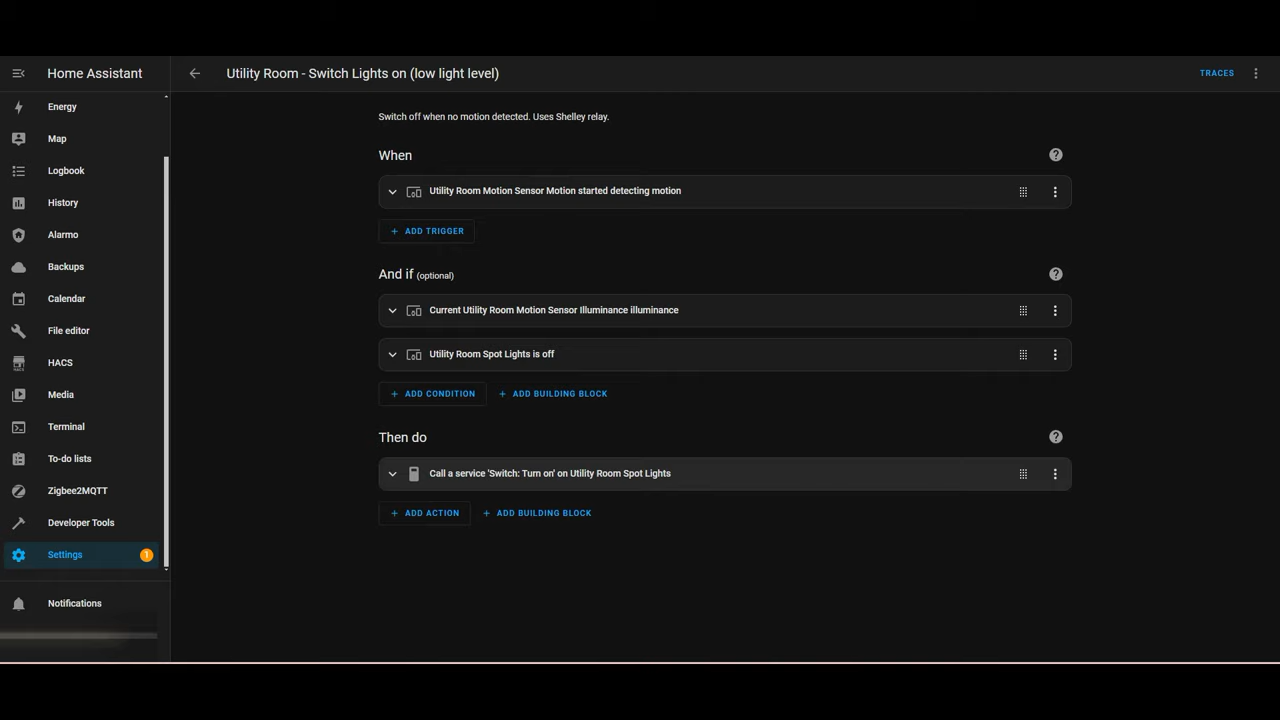 Home Assistant
Utility Room - Switch Lights on (low light level)
TRACES
Energy
Map
Logbook
History
Alarmo
Backups
Calendar
File editor
HACS
HACS
Media
Terminal
To-do lists
Zigbee2MQTT
Developer Tools
Settings
1
Notifications
Switch off when no motion detected. Uses Shelley relay.
When
Utility Room Motion Sensor Motion started detecting motion
+ ADD TRIGGER
And if (optional)
Current Utility Room Motion Sensor Illuminance illuminance
Utility Room Spot Lights is off
+ ADD CONDITION + ADD BUILDING BLOCK
Then do
Call a service 'Switch: Turn on' on Utility Room Spot Lights
+ ADD ACTION + ADD BUILDING BLOCK